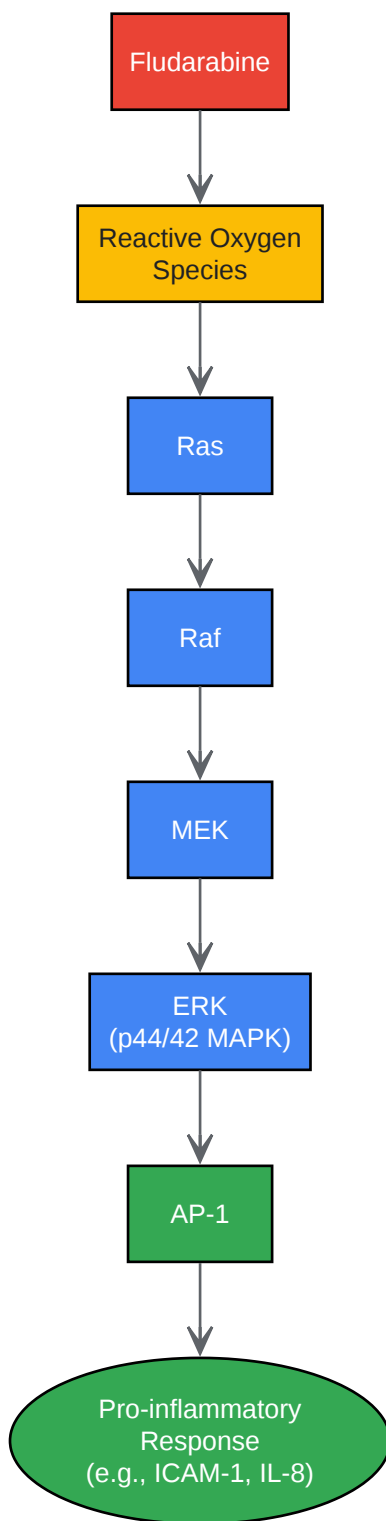 Fludarabine
Reactive Oxygen
Species
Ras
Raf
MEK
ERK
(p44/42 MAPK)
AP-1
Pro-inflammatory
Response
(e.g., ICAM-1, IL-8)